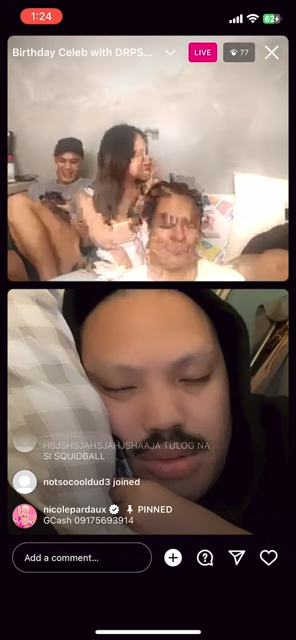 1:24
62
Birthday Celeb with DRPS...
LIVE
77
HSJSHSJAHSJAHJSHAAJA TULOG NA
SI SQUIDBALL
notsocooldud3 joined
nicolepardaux PINNED
GCash 09175693914
Add a comment...